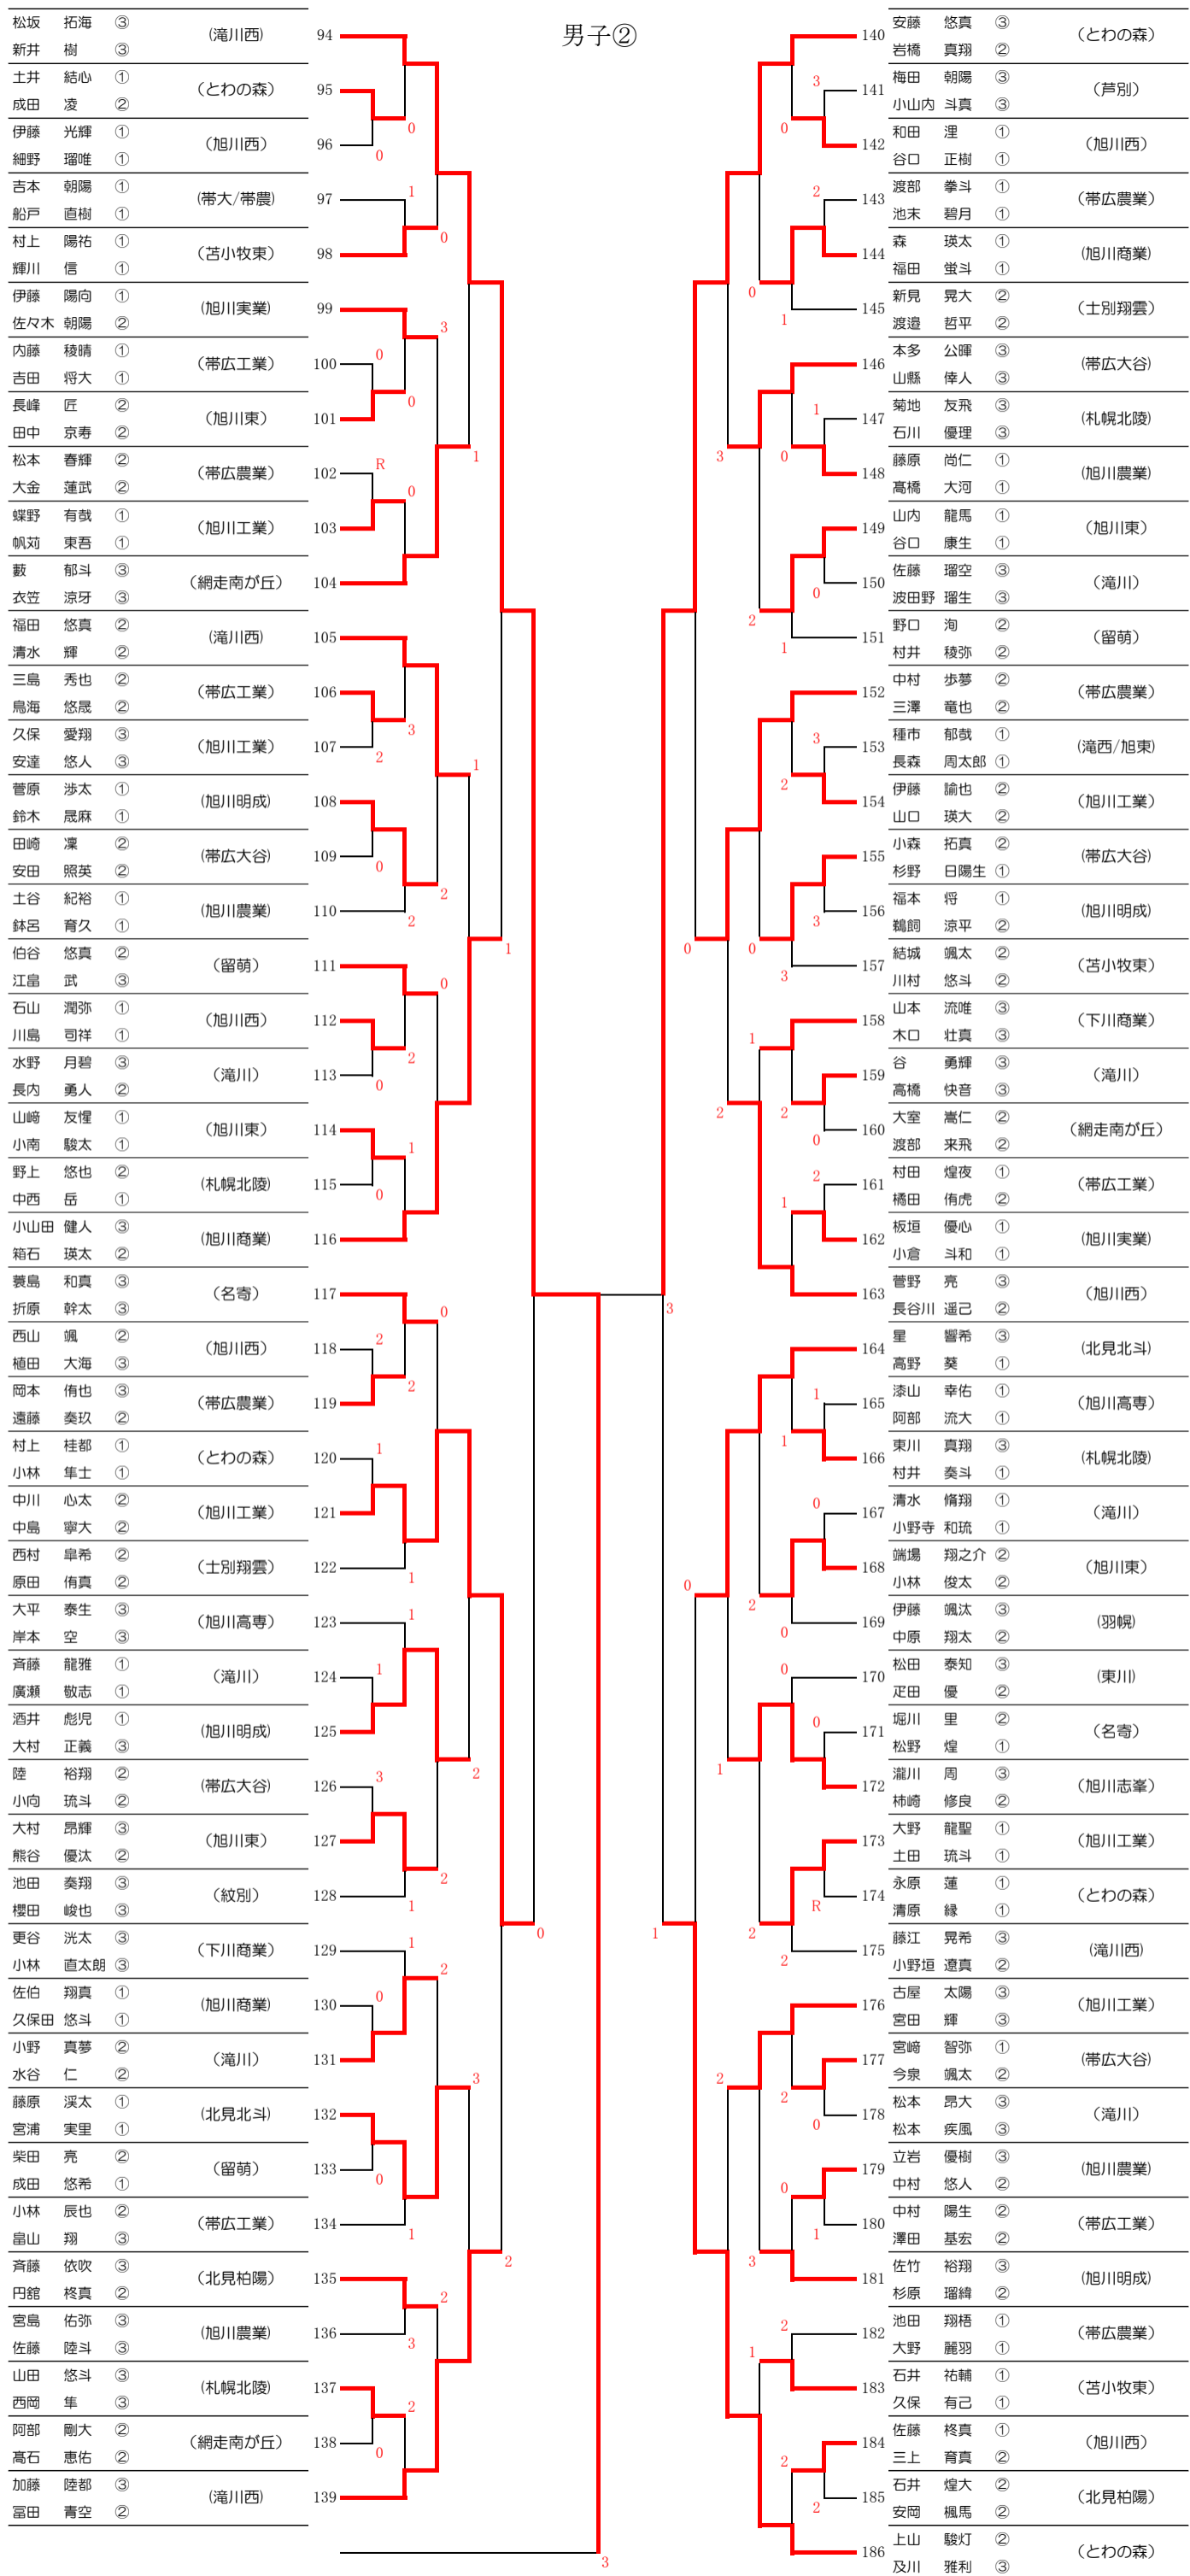 男子②
松坂 拓海 ③
新井 樹 ③
(滝川西) 94
土井 結心 ①
成田 凌 ②
(とわの森) 95
伊藤 光輝 ①
細野 瑠唯 ①
(旭川西) 96
吉本 朝陽 ①
船戸 直樹 ①
(帯大/帯農) 97
村上 陽祐 ①
輝川 信 ①
(苫小牧東) 98
伊藤 陽向 ①
佐々木 朝陽 ②
(旭川実業) 99
内藤 稜晴 ①
吉田 将大 ①
(帯広工業) 100
長峰 匠 ②
田中 京寿 ②
(旭川東) 101
松本 春輝 ②
大金 蓮武 ②
(帯広農業) 102
蝶野 有哉 ①
帆苅 東吾 ①
(旭川工業) 103
藪 郁斗 ③
衣笠 涼牙 ③
(網走南が丘) 104
福田 悠真 ②
清水 輝 ②
(滝川西) 105
三島 秀也 ②
鳥海 悠晟 ②
(帯広工業) 106
久保 愛翔 ③
安達 悠人 ③
(旭川工業) 107
菅原 渉太 ①
鈴木 晟麻 ①
(旭川明成) 108
田崎 凜 ②
安田 照英 ②
(帯広大谷) 109
土谷 紀裕 ①
鉢呂 育久 ①
(旭川農業) 110
伯谷 悠真 ②
江畠 武 ③
(留萌) 111
石山 潤弥 ①
川島 司祥 ①
(旭川西) 112
水野 月碧 ③
長内 勇人 ②
(滝川) 113
山﨑 友惺 ①
小南 駿太 ①
(旭川東) 114
野上 悠也 ②
中西 岳 ①
(札幌北陵) 115
小山田 健人 ③
箱石 瑛太 ②
(旭川商業) 116
蓑島 和真 ③
折原 幹太 ③
(名寄) 117
西山 颯 ②
植田 大海 ③
(旭川西) 118
岡本 侑也 ③
遠藤 奏玖 ②
(帯広農業) 119
村上 桂都 ①
小林 隼士 ①
(とわの森) 120
中川 心太 ②
中島 寧大 ②
(旭川工業) 121
西村 皐希 ②
原田 侑真 ②
(士別翔雲) 122
大平 泰生 ③
岸本 空 ③
(旭川高専) 123
斉藤 龍雅 ①
廣瀬 敬志 ①
(滝川) 124
酒井 彪児 ①
大村 正義 ③
(旭川明成) 125
陸 裕翔 ②
小向 琉斗 ②
(帯広大谷) 126
大村 昂輝 ③
熊谷 優汰 ②
(旭川東) 127
池田 奏翔 ③
櫻田 峻也 ③
(紋別) 128
更谷 洸太 ③
小林 直太朗 ③
(下川商業) 129
佐伯 翔真 ①
久保田 悠斗 ①
(旭川商業) 130
小野 真夢 ②
水谷 仁 ②
(滝川) 131
藤原 渓太 ①
宮浦 実里 ①
(北見北斗) 132
柴田 亮 ②
成田 悠希 ①
(留萌) 133
小林 辰也 ②
畠山 翔 ③
(帯広工業) 134
斉藤 依吹 ③
円舘 柊真 ②
(北見柏陽) 135
宮島 佑弥 ③
佐藤 陸斗 ③
(旭川農業) 136
山田 悠斗 ③
西岡 隼 ③
(札幌北陵) 137
阿部 剛大 ②
髙石 恵佑 ②
(網走南が丘) 138
加藤 陸都 ③
冨田 青空 ②
(滝川西) 139
140 安藤 悠真 ③
岩橋 真翔 ②
(とわの森)
141 梅田 朝陽 ③
小山内 斗真 ③
(芦別)
142 和田 浬 ①
谷口 正樹 ①
(旭川西)
143 渡部 拳斗 ①
池末 碧月 ①
(帯広農業)
144 森 瑛太 ①
福田 蛍斗 ①
(旭川商業)
145 新見 晃大 ②
渡邉 哲平 ②
(士別翔雲)
146 本多 公暉 ③
山縣 倖人 ③
(帯広大谷)
147 菊地 友飛 ③
石川 優理 ③
(札幌北陵)
148 藤原 尚仁 ①
髙橋 大河 ①
(旭川農業)
149 山内 龍馬 ①
谷口 康生 ①
(旭川東)
150 佐藤 瑠空 ③
波田野 瑠生 ③
(滝川)
151 野口 洵 ②
村井 稜弥 ②
(留萌)
152 中村 歩夢 ②
三澤 竜也 ②
(帯広農業)
153 種市 郁哉 ①
長森 周太郎 ①
(滝西/旭東)
154 伊藤 諭也 ②
山口 瑛大 ②
(旭川工業)
155 小森 拓真 ②
杉野 日陽生 ①
(帯広大谷)
156 福本 将 ①
鵜飼 涼平 ②
(旭川明成)
157 結城 颯太 ②
川村 悠斗 ②
(苫小牧東)
158 山本 流唯 ③
木口 壮真 ③
(下川商業)
159 谷 勇輝 ③
高橋 快音 ③
(滝川)
160 大室 嵩仁 ②
渡部 来飛 ②
(網走南が丘)
161 村田 煌夜 ①
橘田 侑虎 ②
(帯広工業)
162 板垣 優心 ①
小倉 斗和 ①
(旭川実業)
163 菅野 亮 ③
長谷川 遥己 ②
(旭川西)
164 星 響希 ③
高野 葵 ①
(北見北斗)
165 漆山 幸佑 ①
阿部 流大 ①
(旭川高専)
166 東川 真翔 ③
村井 奏斗 ①
(札幌北陵)
167 清水 脩翔 ①
小野寺 和琉 ①
(滝川)
168 端場 翔之介 ②
小林 俊太 ②
(旭川東)
169 伊藤 颯汰 ③
中原 翔太 ②
(羽幌)
170 松田 泰知 ③
疋田 優 ②
(東川)
171 堀川 里 ②
松野 煌 ①
(名寄)
172 瀧川 周 ③
柿崎 修良 ②
(旭川志峯)
173 大野 龍聖 ①
土田 琉斗 ①
(旭川工業)
174 永原 蓮 ①
清原 縁 ①
(とわの森)
175 藤江 晃希 ③
小野垣 遼真 ②
(滝川西)
176 古屋 太陽 ③
宮田 輝 ③
(旭川工業)
177 宮﨑 智弥 ①
今泉 颯太 ②
(帯広大谷)
178 松本 昂大 ③
松本 疾風 ③
(滝川)
179 立岩 優樹 ③
中村 悠人 ②
(旭川農業)
180 中村 陽生 ②
澤田 基宏 ②
(帯広工業)
181 佐竹 裕翔 ③
杉原 瑠緯 ②
(旭川明成)
182 池田 翔梧 ①
大野 麗羽 ①
(帯広農業)
183 石井 祐輔 ①
久保 有己 ①
(苫小牧東)
184 佐藤 柊真 ①
三上 育真 ②
(旭川西)
185 石井 煌大 ②
安岡 楓馬 ②
(北見柏陽)
186 上山 駿灯 ②
及川 雅利 ③
(とわの森)